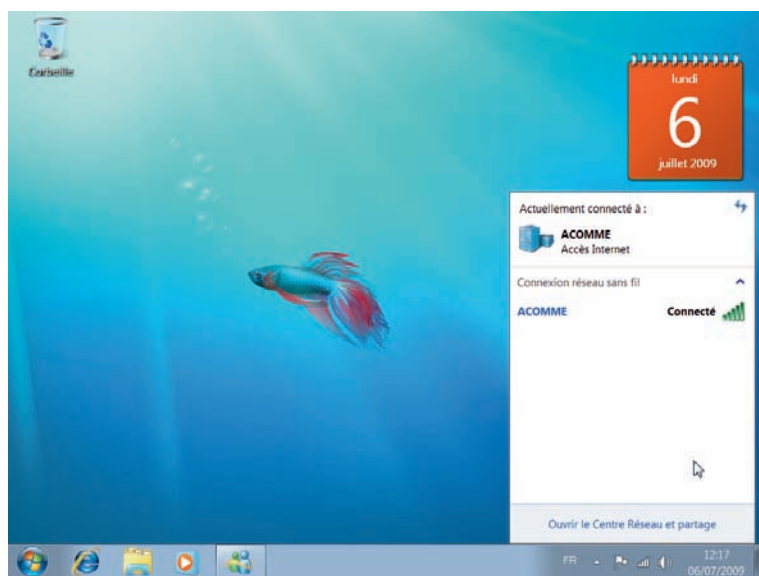 Corbeille
lundi
6
juillet 2009
Actuellement connecté à :
ACOMME
Accès Internet
Connexion réseau sans fil
ACOMME Connecté
Ouvrir le Centre Réseau et partage
FR 12:17
06/07/2009